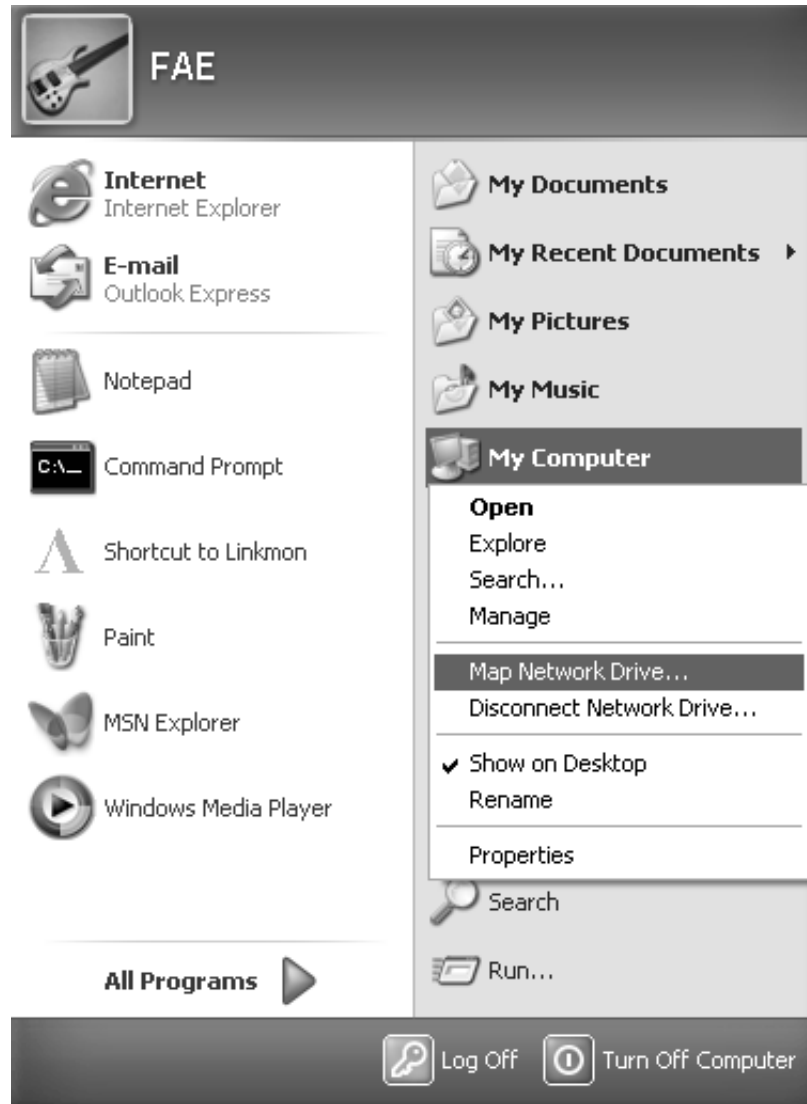 FAE
Internet
Internet Explorer
E-mail
Outlook Express
Notepad
C:\_
Command Prompt
Shortcut to Linkmon
Paint
MSN Explorer
Windows Media Player
All Programs
My Documents
My Recent Documents
My Pictures
My Music
My Computer
Open
Explore
Search...
Manage
Map Network Drive...
Disconnect Network Drive...
Show on Desktop
Rename
Properties
Search
Run...
Log Off
Turn Off Computer